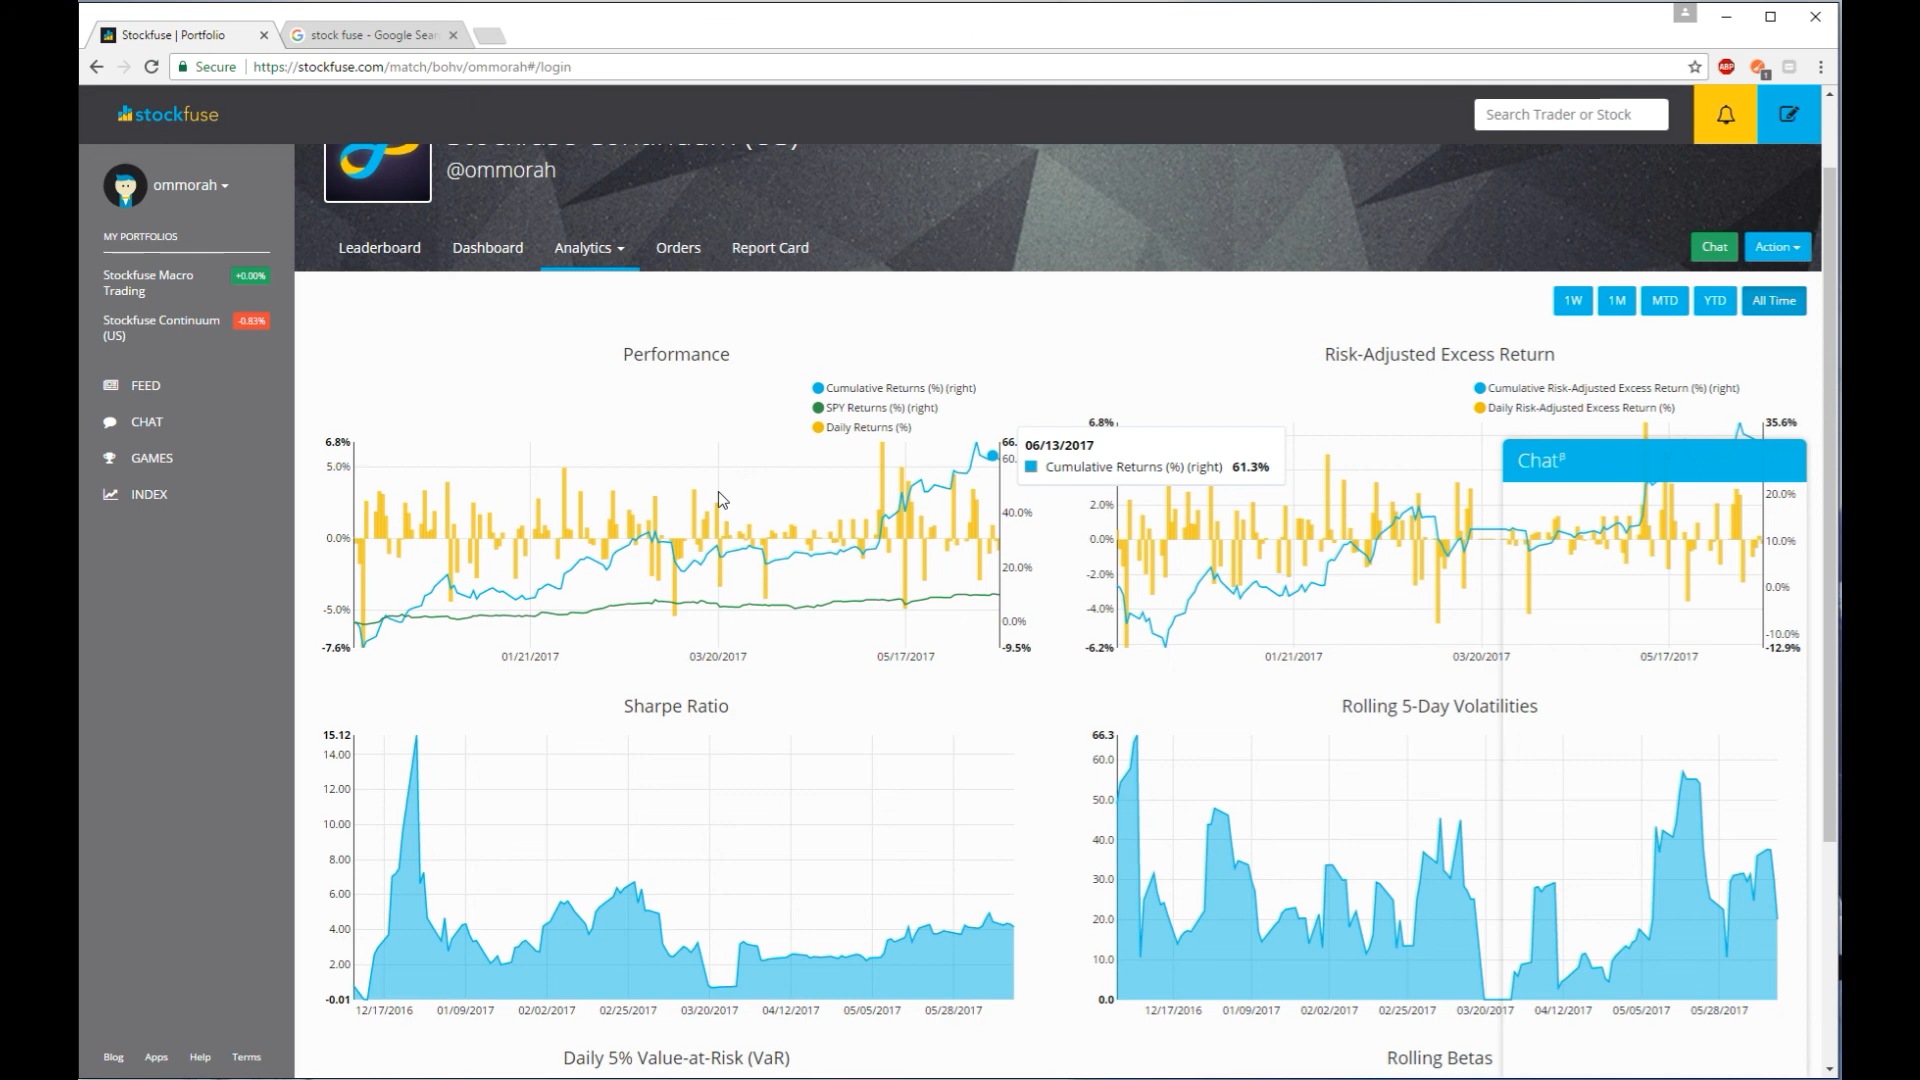 Stockfuse | Portfolio
stock fuse - Google Sear
Secure
https://stockfuse.com/match/bohv/ommorah#/login
ABP
1
stockfuse
Search Trader or Stock
ommorah
@ommorah
MY PORTFOLIOS
Stockfuse Macro
Trading
+0.00%
Stockfuse Continuum
(US)
-0.83%
FEED
CHAT
GAMES
INDEX
Blog
Apps
Help
Terms
Leaderboard
Dashboard
Analytics
Orders
Report Card
Chat
Action
1W
1M
MTD
YTD
All Time
Performance
Cumulative Returns (%) (right)
SPY Returns (%) (right)
Daily Returns (%)
6.8%
5.0%
0.0%
-5.0%
-7.6%
66.
60.
40.0%
20.0%
0.0%
-9.5%
01/21/2017
03/20/2017
05/17/2017
06/13/2017
Cumulative Returns (%) (right) 61.3%
Risk-Adjusted Excess Return
Cumulative Risk-Adjusted Excess Return (%) (right)
Daily Risk-Adjusted Excess Return (%)
6.8%
2.0%
0.0%
-2.0%
-4.0%
-6.2%
35.6%
20.0%
10.0%
0.0%
-10.0%
-12.9%
01/21/2017
03/20/2017
05/17/2017
Chatβ
Sharpe Ratio
15.12
14.00
12.00
10.00
8.00
6.00
4.00
2.00
-0.01
12/17/2016
01/09/2017
02/02/2017
02/25/2017
03/20/2017
04/12/2017
05/05/2017
05/28/2017
Rolling 5-Day Volatilities
66.3
60.0
50.0
40.0
30.0
20.0
10.0
0.0
12/17/2016
01/09/2017
02/02/2017
02/25/2017
03/20/2017
04/12/2017
05/05/2017
05/28/2017
Daily 5% Value-at-Risk (VaR)
Rolling Betas